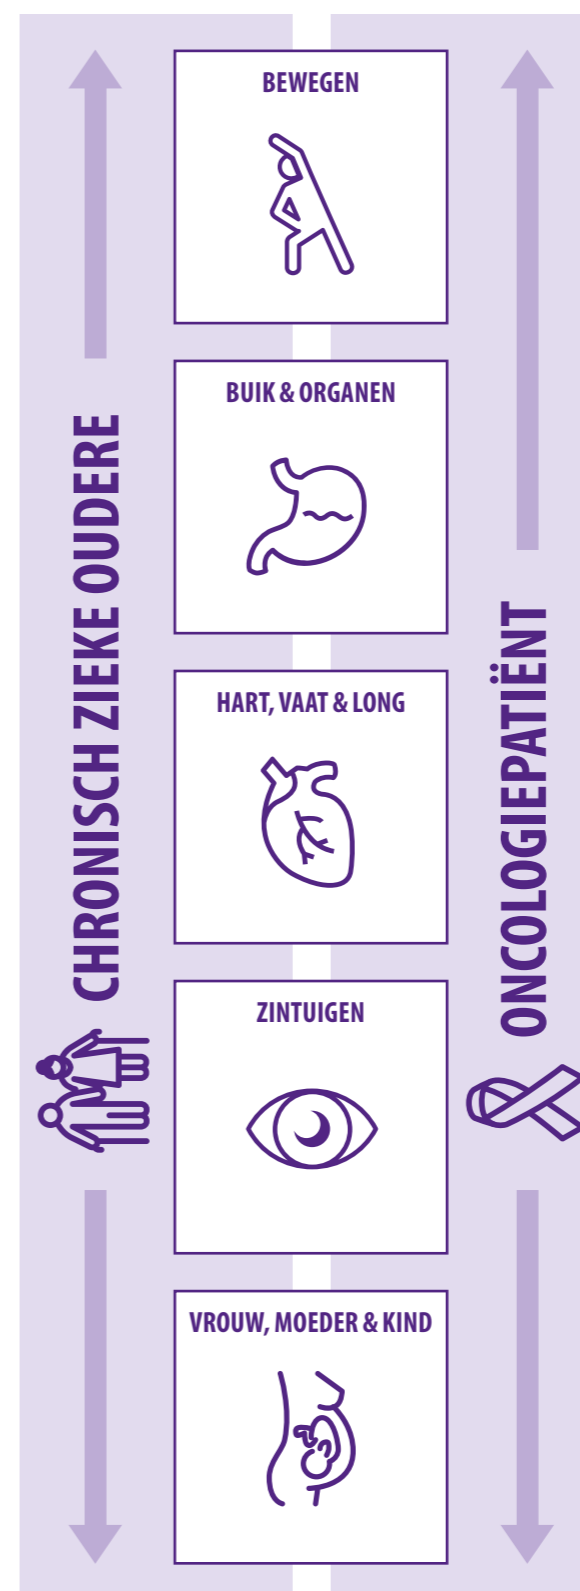 BEWEGEN
BUIK & ORGANEN
HART, VAAT & LONG
ZINTUIGEN
VROUW, MOEDER & KIND
CHRONISCH ZIEKE OUDERE
ONCOLOGIEPATIËNT